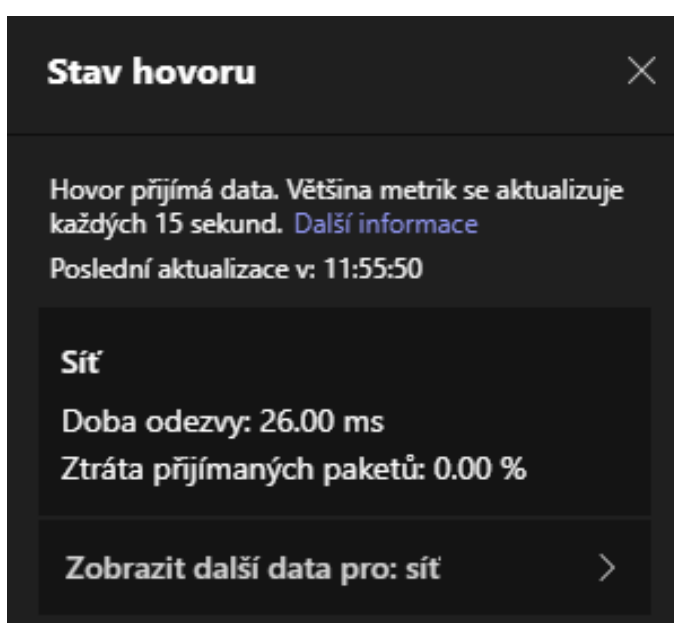 Stav hovoru
Hovor přijímá data. Většina metrik se aktualizuje
každých 15 sekund. Další informace
Poslední aktualizace v: 11:55:50
Síť
Doba odezvy: 26.00 ms
Ztráta přijímaných paketů: 0.00 %
Zobrazit další data pro: síť